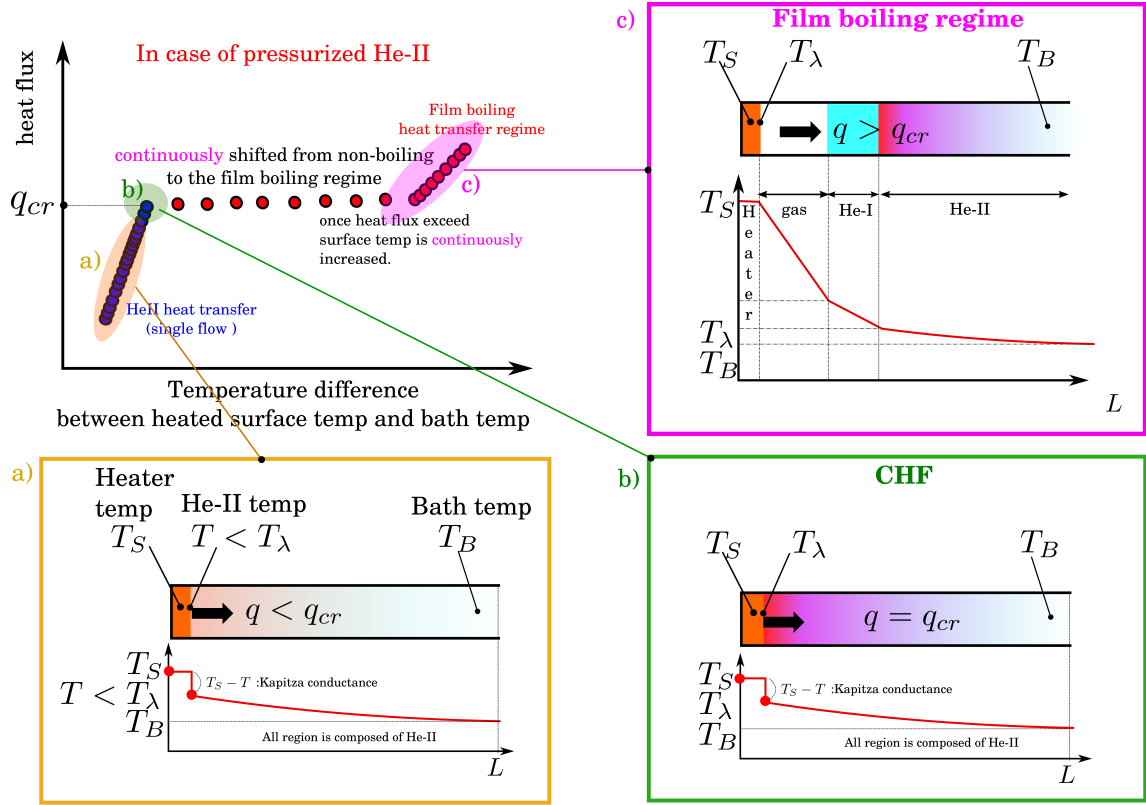 In case of pressurized He-II
heat flux
Film boiling
heat transfer regime
continuously shifted from non-boiling
to the film boiling regime
b)
c)
q_cr
once heat flux exceed
surface temp is continuously
increased.
a)
HeII heat transfer
(single flow )
Temperature difference
between heated surface temp and bath temp
c)
Film boiling regime
T_S
T_λ
T_B
q > q_cr
T_S
Heater
gas
He-I
He-II
T_λ
T_B
L
a)
Heater
temp
T_S
He-II temp
T < T_λ
Bath temp
T_B
q < q_cr
T_S
T_S − T :Kapitza conductance
T < T_λ
T_B
All region is composed of He-II
L
b)
CHF
T_S
T_λ
T_B
q = q_cr
T_S
T_S − T :Kapitza conductance
T_λ
T_B
All region is composed of He-II
L